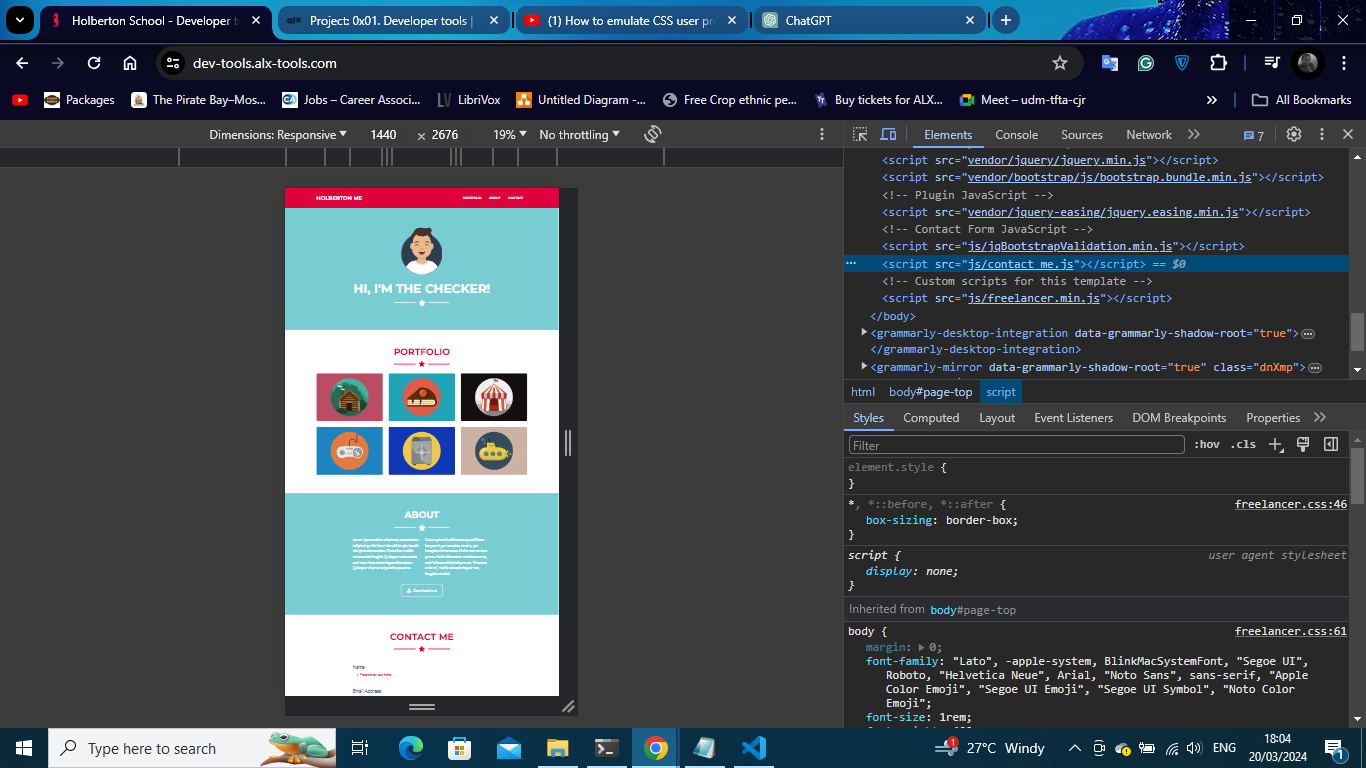 Holberton School - Developer t
Project: 0x01. Developer tools |
(1) How to emulate CSS user pr
ChatGPT
dev-tools.alx-tools.com
Packages
The Pirate Bay–Mos...
Jobs – Career Associ...
LibriVox
Untitled Diagram -...
Free Crop ethnic pe...
Buy tickets for ALX...
Meet – udm-tfta-cjr
»
All Bookmarks
Dimensions: Responsive
1440 × 2676
19%
No throttling
HOLBERTON ME
PORTFOLIO ABOUT CONTACT
HI, I'M THE CHECKER!
PORTFOLIO
ABOUT
CONTACT ME
Name
Email Address
Elements Console Sources Network » 7
<script src="vendor/jquery/jquery.min.js"></script>
<script src="vendor/bootstrap/js/bootstrap.bundle.min.js"></script>
<!-- Plugin JavaScript -->
<script src="vendor/jquery-easing/jquery.easing.min.js"></script>
<!-- Contact Form JavaScript -->
<script src="js/jqBootstrapValidation.min.js"></script>
<script src="js/contact_me.js"></script> == $0
<!-- Custom scripts for this template -->
<script src="js/freelancer.min.js"></script>
</body>
<grammarly-desktop-integration data-grammarly-shadow-root="true">
</grammarly-desktop-integration>
<grammarly-mirror data-grammarly-shadow-root="true" class="dnXmp">
html body#page-top script
Styles Computed Layout Event Listeners DOM Breakpoints Properties »
Filter
:hov .cls
element.style {
}
*, *::before, *::after { freelancer.css:46
box-sizing: border-box;
}
script { user agent stylesheet
display: none;
}
Inherited from body#page-top
body { freelancer.css:61
margin: 0;
font-family: "Lato", -apple-system, BlinkMacSystemFont, "Segoe UI",
Roboto, "Helvetica Neue", Arial, "Noto Sans", sans-serif, "Apple
Color Emoji", "Segoe UI Emoji", "Segoe UI Symbol", "Noto Color
Emoji";
font-size: 1rem;
Type here to search
27°C Windy
ENG
18:04
20/03/2024